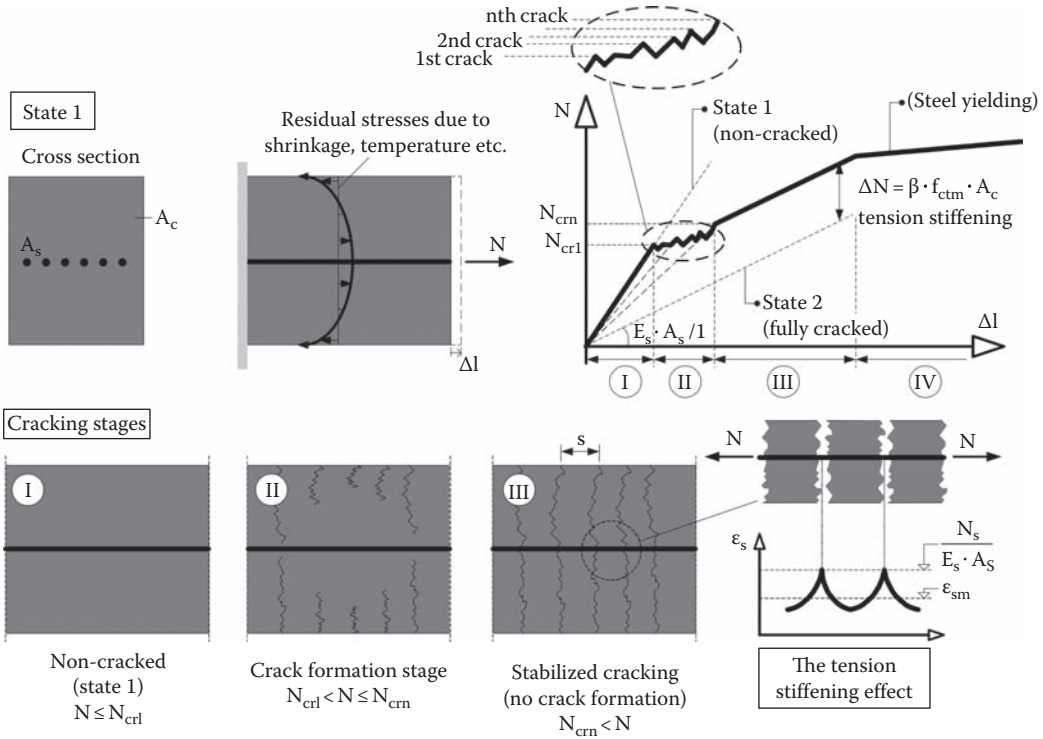 nth crack
2nd crack
1st crack
State 1
Cross section
A_c
A_s
Residual stresses due to
shrinkage, temperature etc.
N
Δl
N
State 1
(non-cracked)
(Steel yielding)
ΔN = β · f_ctm · A_c
tension stiffening
N_crn
N_cr1
State 2
(fully cracked)
E_s · A_s /1
Δl
I
II
III
IV
Cracking stages
I
II
III
s
N
N
ε_s
N_s
E_s · A_S
ε_sm
Non-cracked
(state 1)
N ≤ N_crl
Crack formation stage
N_crl < N ≤ N_crn
Stabilized cracking
(no crack formation)
N_crn < N
The tension
stiffening effect